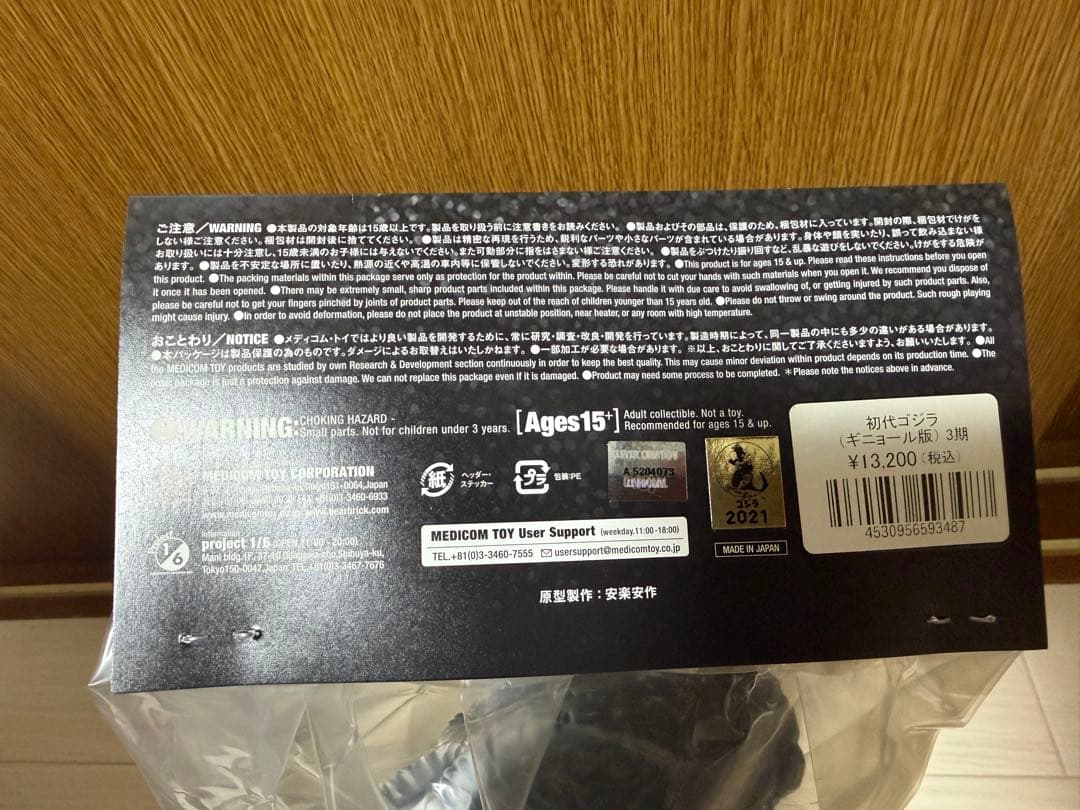 ご注意／WARNING ●本製品の対象年齢は15歳以上です。製品を取り扱う前に注意書きをお読みください。 ●製品およびその部品は、保護のため、梱包材に入っています。開封の際、梱包材でけがを
しない様ご注意ください。梱包材は開封後に捨ててください。 ●製品は精密な再現を行うため、鋭利なパーツや小さなパーツが含まれている場合があります。身体や顔を突いたり、誤って飲み込まない様
お取り扱いには十分注意し、15歳未満のお子様には与えないでください。また可動部分に指をはさまない様ご注意ください。 ●製品をぶつけたり振り回すなど、乱暴な遊びをしないでください。けがをする危険が
あります。 ●製品を不安定な場所に置いたり、熱源の近くや高温の車内等に保管しないでください。変形する恐れがあります。 ●This product is for ages 15 & up. Please read these instructions before you open
this product. ●The packing materials within this package serve only as protection for the product within. Please be careful not to cut your hands with such materials when you open it. We recommend you dispose of
it once it has been opened. ●There may be extremely small, sharp product parts included within this package. Please handle it with due care to avoid swallowing of, or getting injured by such product parts. Also,
please be careful not to get your fingers pinched by joints of product parts. Please keep out of the reach of children younger than 15 years old. ●Please do not throw or swing around the product. Such rough playing
might cause injury. ●In order to avoid deformation, please do not place the product at unstable position, near heater, or any room with high temperature.
おことわり／NOTICE ●メディコム・トイではより良い製品を開発するために、常に研究・調査・改良・開発を行っています。製造時期によって、同一製品の中にも多少の違いがある場合があります。
●本パッケージは製品保護の為のものです。ダメージによるお取替えはいたしかねます。 ●一部加工が必要な場合があります。 ※以上、おことわりに関してご了承くださいますよう、お願いいたします。 ●All
the MEDICOM TOY products are studied by own Research & Development section continuously in order to keep the best quality. This may cause minor deviation within product depends on its production time. ●The
outer package is just a protection against damage. We can not replace this package even if it is damaged. ●Product may need some process to be completed. ＊Please note the notices above in advance.
WARNING: CHOKING HAZARD -
Small parts. Not for children under 3 years.
[Ages15+] Adult collectible. Not a toy.
Recommended for ages 15 & up.
MEDICOM TOY CORPORATION
151-0064,Japan
FAX +81(0)3-3460-6933
www.medicomtoy.co.jp www.bearbrick.com
Information
project 1/6 (OPEN 11:00 - 20:00)
Shibuya-ku,
Tokyo150-0042,Japan TEL.+81(0)3-3467-7676
project 1/6
紙 ヘッダー・
ステッカー
プラ 包装:PE
A 5204073
ゴジラ
2021
MADE IN JAPAN
MEDICOM TOY User Support (weekday.11:00-18:00)
TEL.+81(0)3-3460-7555 usersupport@medicomtoy.co.jp
原型製作：安楽安作
初代ゴジラ
（ギニョール版）3期
¥13,200（税込）
4530956593487